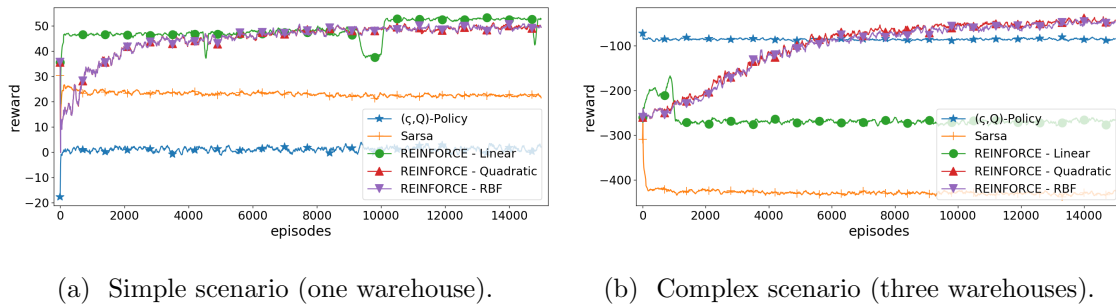 50
40
30
20
10
0
−10
−20
reward
0
2000
4000
6000
8000
10000
12000
14000
episodes
(ς,Q)-Policy
Sarsa
REINFORCE - Linear
REINFORCE - Quadratic
REINFORCE - RBF
(a) Simple scenario (one warehouse).
−100
−200
−300
−400
reward
0
2000
4000
6000
8000
10000
12000
14000
episodes
(ς,Q)-Policy
Sarsa
REINFORCE - Linear
REINFORCE - Quadratic
REINFORCE - RBF
(b) Complex scenario (three warehouses).